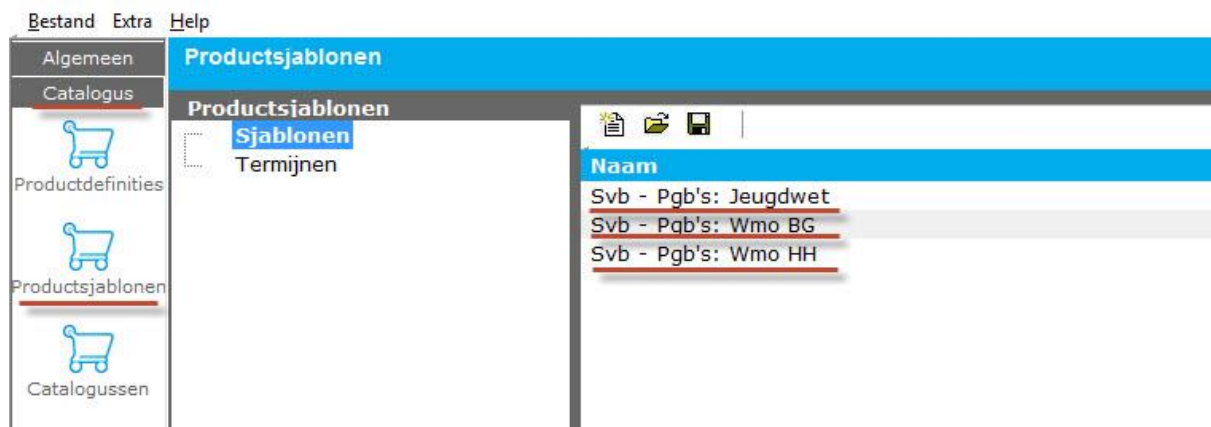 Bestand Extra Help
Algemeen
Catalogus
Productdefinities
Productsjablonen
Catalogussen
Productsjablonen
Productsjablonen
Sjablonen
Termijnen
Naam
Svb - Pgb's: Jeugdwet
Svb - Pgb's: Wmo BG
Svb - Pgb's: Wmo HH